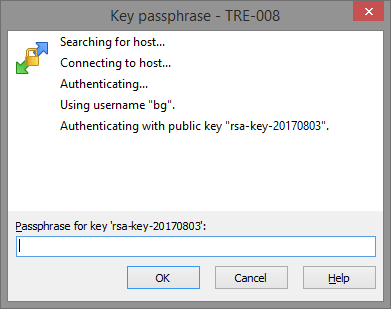 Key passphrase - TRE-008
Searching for host...
Connecting to host...
Authenticating...
Using username "bg".
Authenticating with public key "rsa-key-20170803".
Passphrase for key 'rsa-key-20170803':
OK Cancel Help